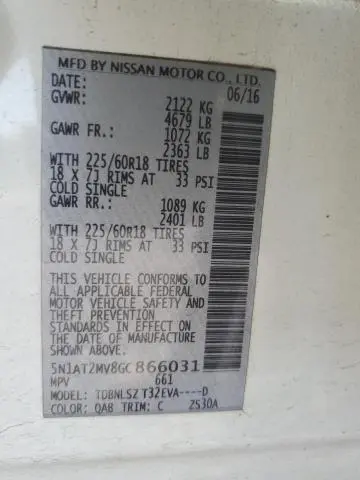 MFD BY NISSAN MOTOR CO., LTD.
DATE: 06/16
GVWR: 2122 KG
4679 LB
GAWR FR.: 1072 KG
2363 LB
WITH 225/60R18 TIRES
18 X 7J RIMS AT 33 PSI
COLD SINGLE
GAWR RR.: 1089 KG
2401 LB
WITH 225/60R18 TIRES
18 X 7J RIMS AT 33 PSI
COLD SINGLE
THIS VEHICLE CONFORMS TO
ALL APPLICABLE FEDERAL
MOTOR VEHICLE SAFETY AND
THEFT PREVENTION
STANDARDS IN EFFECT ON
THE DATE OF MANUFACTURE
SHOWN ABOVE.
5N1AT2MV8GC866031
MPV 661
MODEL: TDBNLSZ T32EVA----D
COLOR: QAB TRIM: C 2S30A